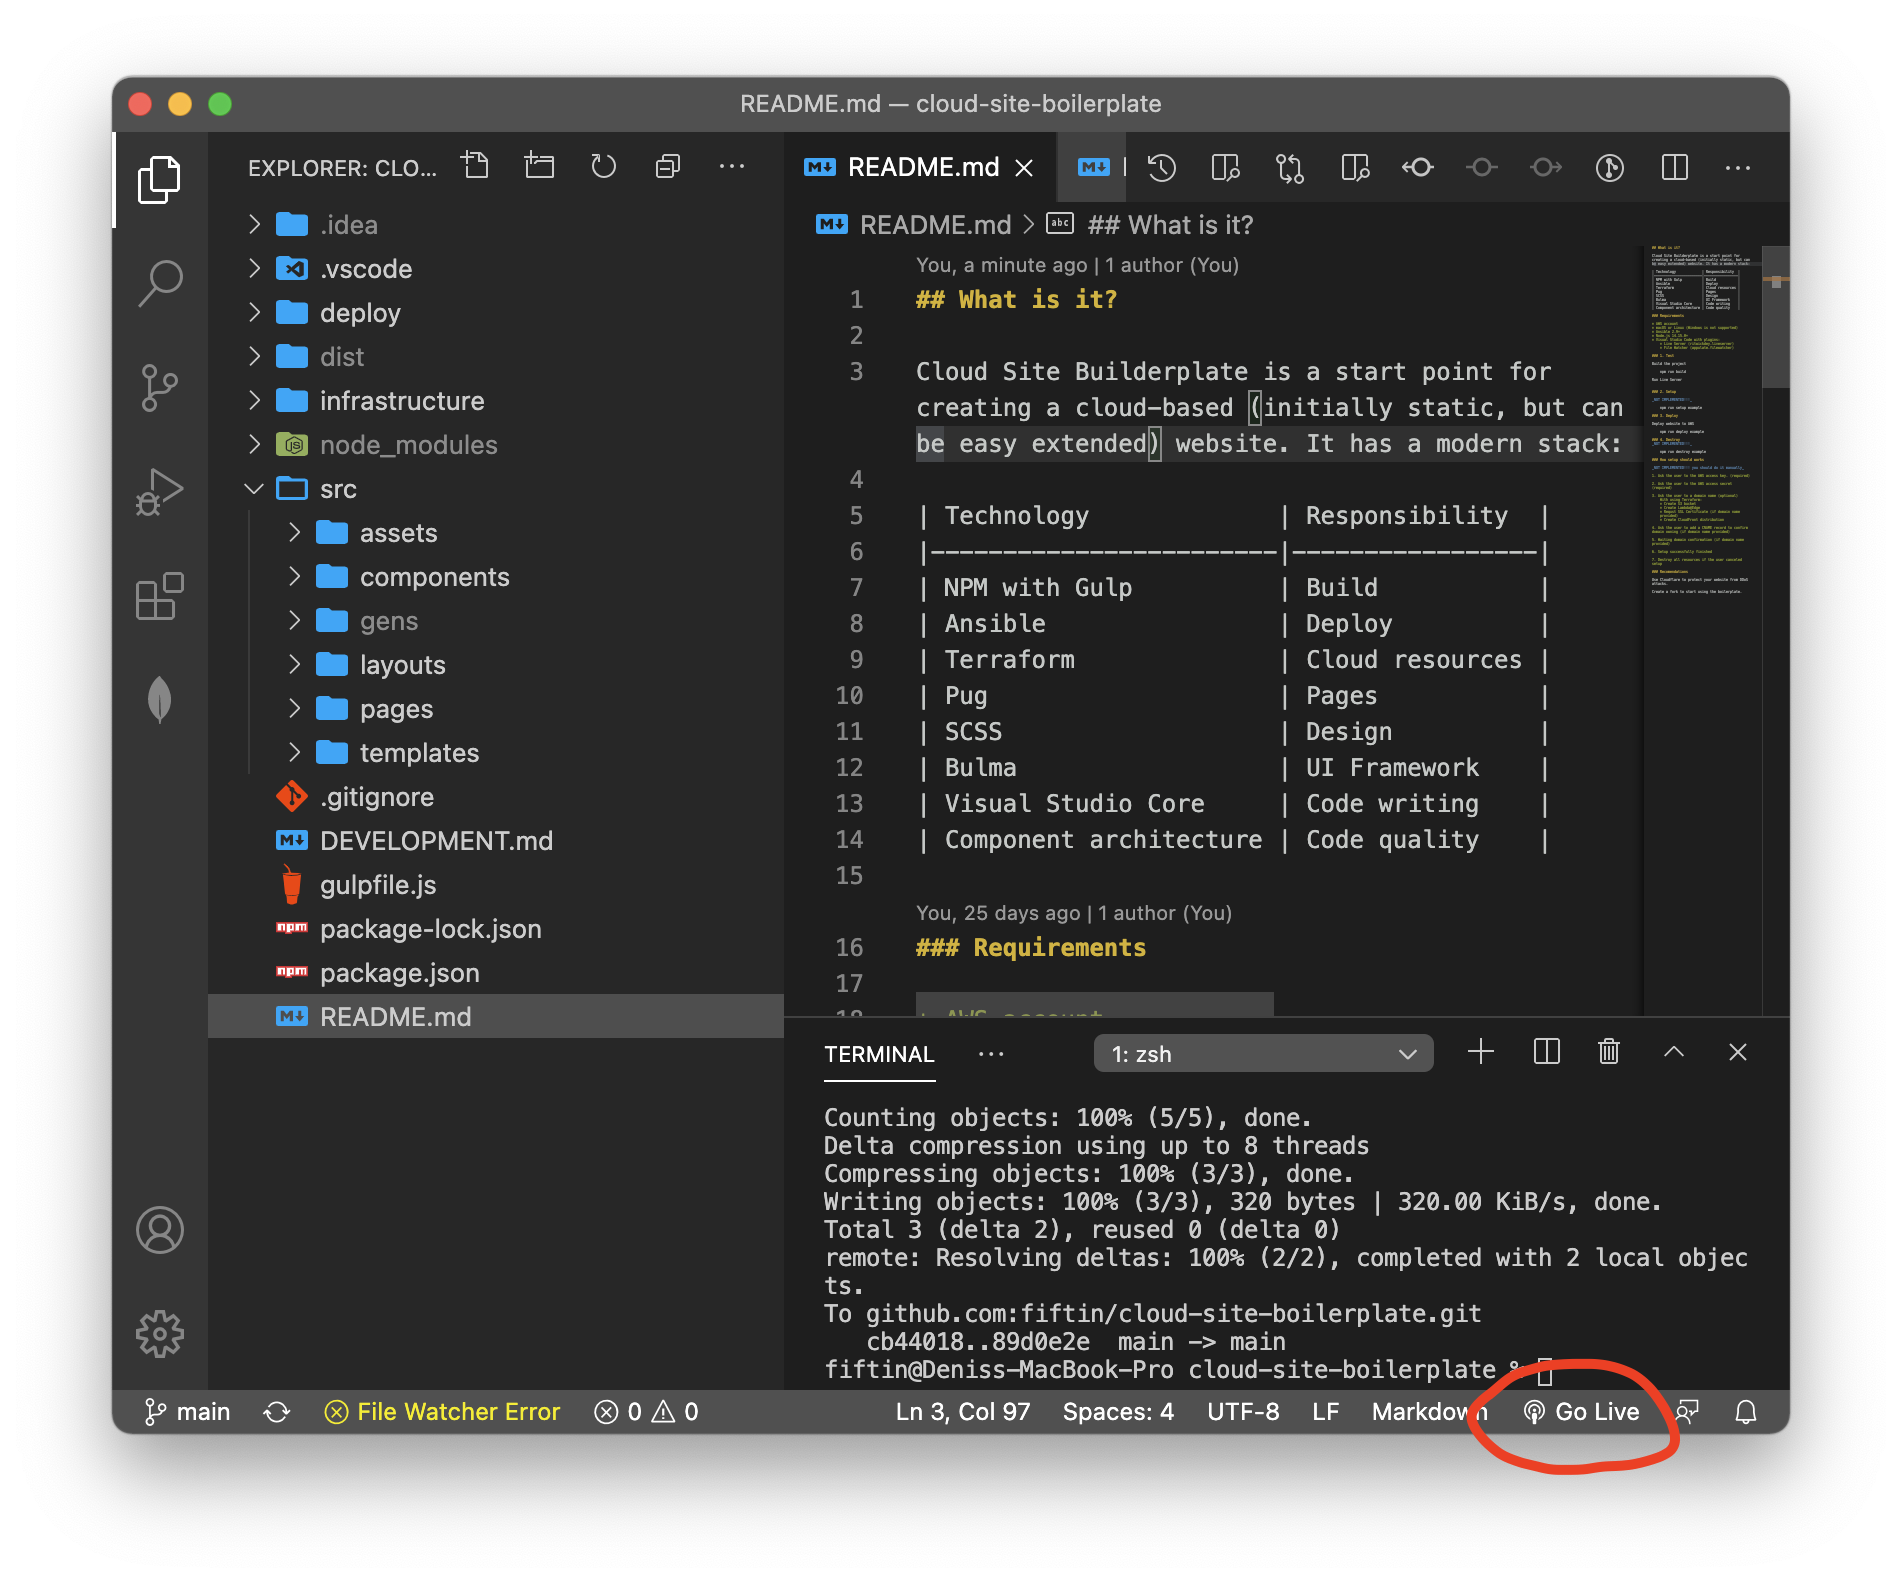 README.md — cloud-site-boilerplate
EXPLORER: CLO...
.idea
.vscode
deploy
dist
infrastructure
node_modules
src
assets
components
gens
layouts
pages
templates
.gitignore
DEVELOPMENT.md
gulpfile.js
package-lock.json
package.json
README.md
README.md
README.md > ## What is it?
You, a minute ago | 1 author (You)
1 ## What is it?
2
3 Cloud Site Builderplate is a start point for
creating a cloud-based (initially static, but can
be easy extended) website. It has a modern stack:
4
5 | Technology | Responsibility |
6 |------------------------|-----------------|
7 | NPM with Gulp | Build |
8 | Ansible | Deploy |
9 | Terraform | Cloud resources |
10 | Pug | Pages |
11 | SCSS | Design |
12 | Bulma | UI Framework |
13 | Visual Studio Core | Code writing |
14 | Component architecture | Code quality |
15
You, 25 days ago | 1 author (You)
16 ### Requirements
17
18 * AWS account
TERMINAL
1: zsh
Counting objects: 100% (5/5), done.
Delta compression using up to 8 threads
Compressing objects: 100% (3/3), done.
Writing objects: 100% (3/3), 320 bytes | 320.00 KiB/s, done.
Total 3 (delta 2), reused 0 (delta 0)
remote: Resolving deltas: 100% (2/2), completed with 2 local objec
ts.
To github.com:fiftin/cloud-site-boilerplate.git
cb44018..89d0e2e main -> main
fiftin@Deniss-MacBook-Pro cloud-site-boilerplate %
main File Watcher Error 0 0 Ln 3, Col 97 Spaces: 4 UTF-8 LF Markdown Go Live